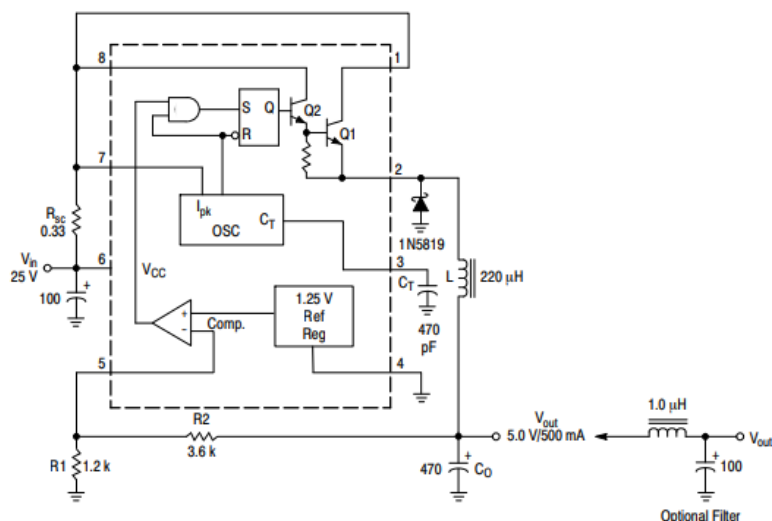 8
1
S
Q
Q2
Q1
R
7
2
Ipk
OSC
CT
Rsc
0.33
1N5819
Vin
25 V
6
VCC
3
CT
L
220 µH
100
+
470
pF
1.25 V
Ref
Reg
+
-
Comp.
5
4
R2
3.6 k
Vout
5.0 V/500 mA
1.0 µH
Vout
R1
1.2 k
470
+
CO
+
100
Optional Filter